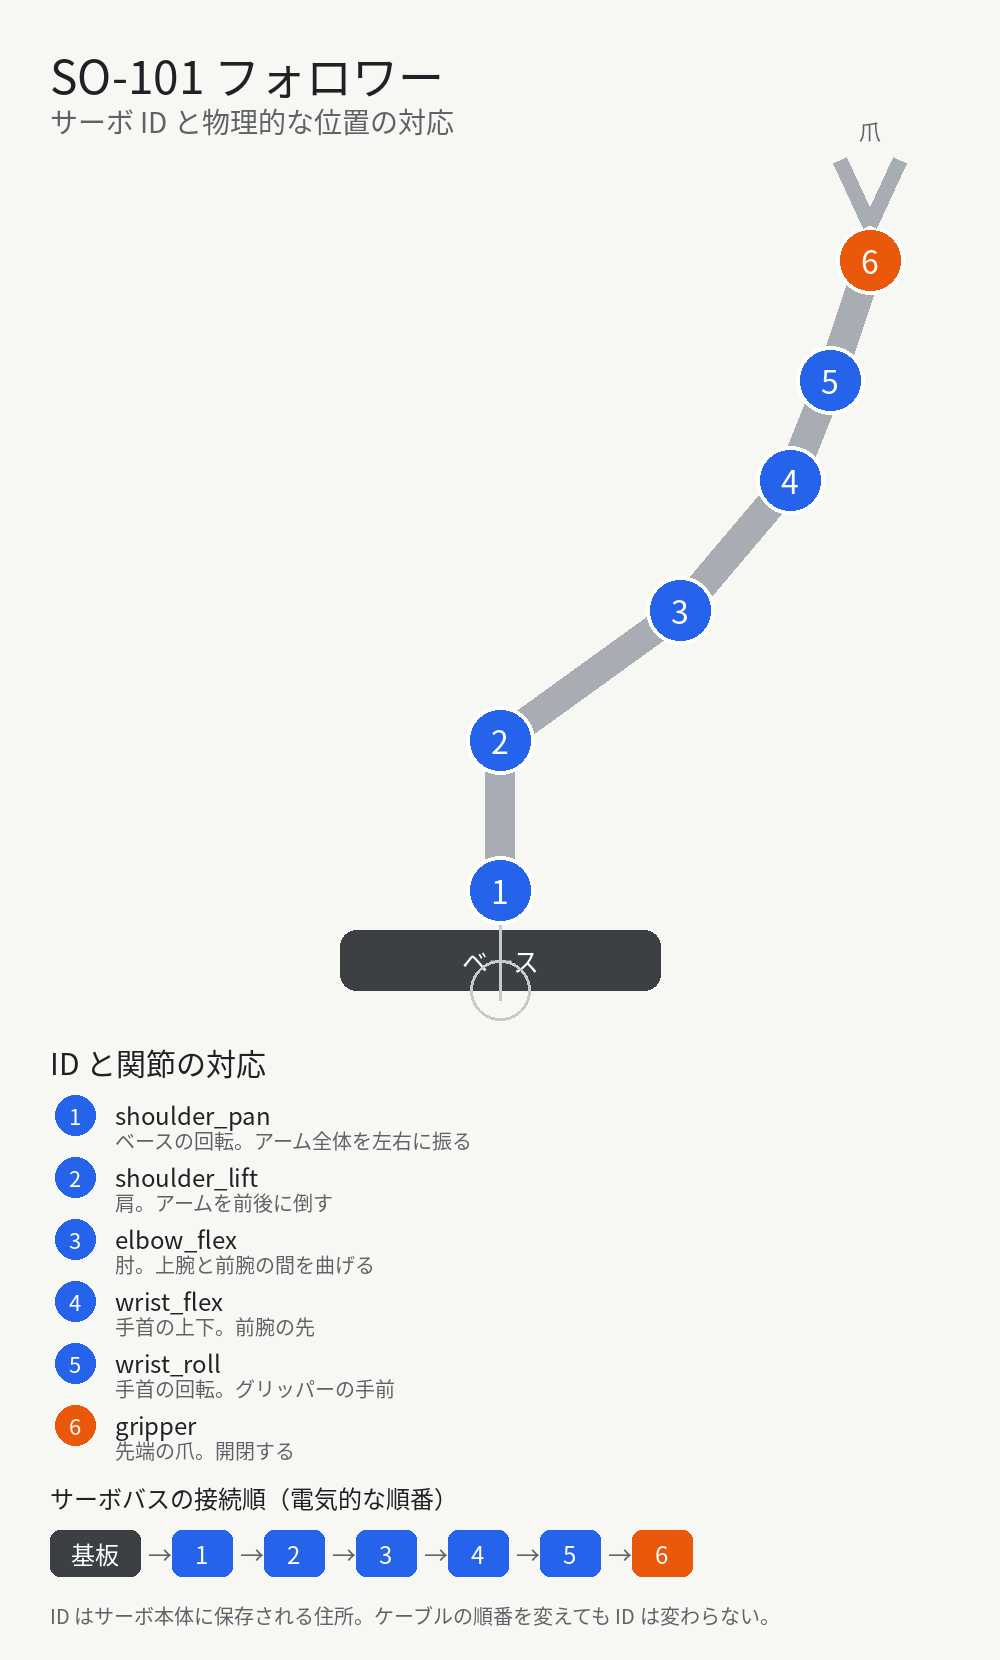 SO-101 フォロワー
サーボ ID と物理的な位置の対応
爪
6
5
4
3
2
1
ベース
ID と関節の対応
1 shoulder_pan
ベースの回転。アーム全体を左右に振る
2 shoulder_lift
肩。アームを前後に倒す
3 elbow_flex
肘。上腕と前腕の間を曲げる
4 wrist_flex
手首の上下。前腕の先
5 wrist_roll
手首の回転。グリッパーの手前
6 gripper
先端の爪。開閉する
サーボバスの接続順（電気的な順番）
基板 → 1 → 2 → 3 → 4 → 5 → 6
ID はサーボ本体に保存される住所。ケーブルの順番を変えても ID は変わらない。